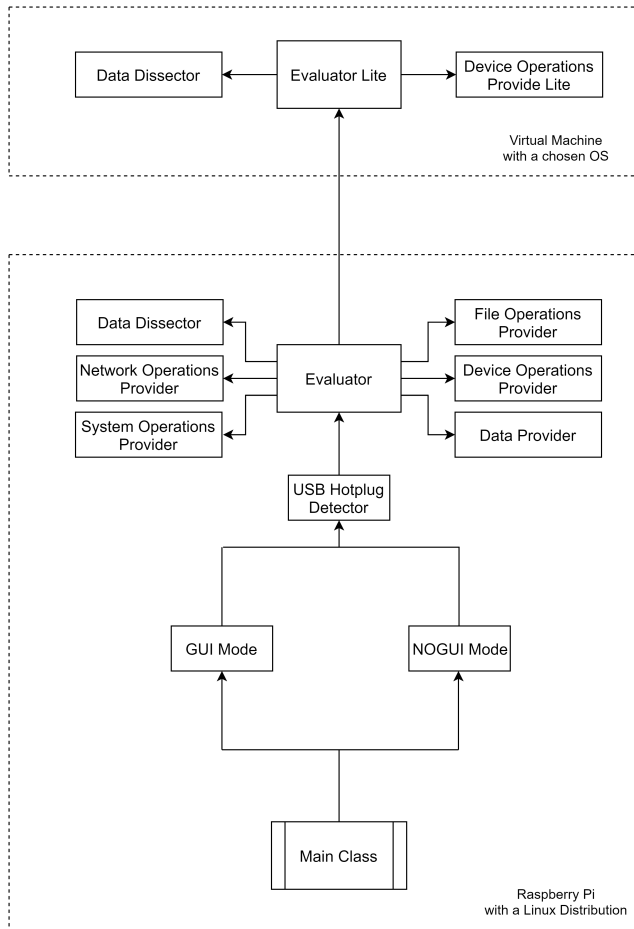 Data Dissector
Evaluator Lite
Device Operations
Provide Lite
Virtual Machine
with a chosen OS
Data Dissector
File Operations
Provider
Network Operations
Provider
Evaluator
Device Operations
Provider
System Operations
Provider
Data Provider
USB Hotplug
Detector
GUI Mode
NOGUI Mode
Main Class
Raspberry Pi
with a Linux Distribution